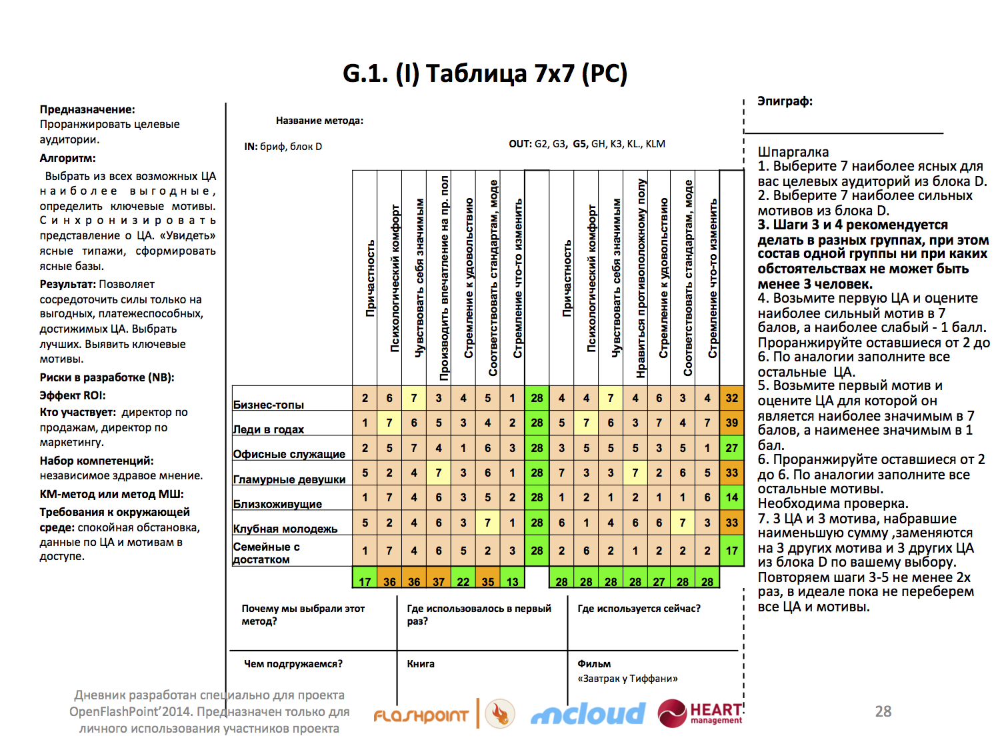 G.1. (I) Таблица 7х7 (РС)
Предназначение:
Проранжировать целевые
аудитории.
Алгоритм:
Выбрать из всех возможных ЦА
наиболее выгодные,
определить ключевые мотивы.
Синхронизировать
представление о ЦА. «Увидеть»
ясные типажи, сформировать
ясные базы.
Результат: Позволяет
сосредоточить силы только на
выгодных, платежеспособных,
достижимых ЦА. Выбрать
лучших. Выявить ключевые
мотивы.
Риски в разработке (NB):
Эффект ROI:
Кто участвует: директор по
продажам, директор по
маркетингу.
Набор компетенций:
независимое здравое мнение.
КМ-метод или метод МШ:
Требования к окружающей
среде: спокойная обстановка,
данные по ЦА и мотивам в
доступе.
Название метода:
IN: бриф, блок D
OUT: G2, G3, G5, GH, K3, KL., KLM
Причастность
Психологический комфорт
Чувствовать себя значимым
Производить впечатление на пр. пол
Стремление к удовольствию
Соответствовать стандартам, моде
Стремление что-то изменить
Причастность
Психологический комфорт
Чувствовать себя значимым
Нравиться противоположному полу
Стремление к удовольствию
Соответствовать стандартам, моде
Стремление что-то изменить
Бизнес-топы 2 6 7 3 4 5 1 28 4 4 7 4 6 3 4 32
Леди в годах 1 7 6 5 3 4 2 28 5 7 6 3 7 4 7 39
Офисные служащие 2 5 7 4 1 6 3 28 3 5 5 5 3 5 1 27
Гламурные девушки 5 2 4 7 3 6 1 28 7 3 3 7 2 6 5 33
Близкоживущие 1 7 4 6 3 5 2 28 1 2 1 2 1 1 6 14
Клубная молодежь 5 2 4 6 3 7 1 28 6 1 4 6 6 7 3 33
Семейные с
достатком 1 7 4 6 5 2 3 28 2 6 2 1 2 2 2 17
17 36 36 37 22 35 13 28 28 28 28 27 28 28
Почему мы выбрали этот
метод?
Где использовалось в первый
раз?
Где используется сейчас?
Чем подгружаемся?
Книга
Фильм
«Завтрак у Тиффани»
Эпиграф:
Шпаргалка
1. Выберите 7 наиболее ясных для
вас целевых аудиторий из блока D.
2. Выберите 7 наиболее сильных
мотивов из блока D.
3. Шаги 3 и 4 рекомендуется
делать в разных группах, при этом
состав одной группы ни при каких
обстоятельствах не может быть
менее 3 человек.
4. Возьмите первую ЦА и оцените
наиболее сильный мотив в 7
балов, а наиболее слабый - 1 балл.
Проранжируйте оставшиеся от 2 до
6. По аналогии заполните все
остальные ЦА.
5. Возьмите первый мотив и
оцените ЦА для которой он
является наиболее значимым в 7
балов, а наименее значимым в 1
бал.
6. Проранжируйте оставшиеся от 2
до 6. По аналогии заполните все
остальные мотивы.
Необходима проверка.
7. 3 ЦА и 3 мотива, набравшие
наименьшую сумму ,заменяются
на 3 других мотива и 3 других ЦА
из блока D по вашему выбору.
Повторяем шаги 3-5 не менее 2х
раз, в идеале пока не переберем
все ЦА и мотивы.
Дневник разработан специально для проекта
OpenFlashPoint’2014. Предназначен только для
личного использования участников проекта
FLASHPOINT
mcloud
HEART
management
28